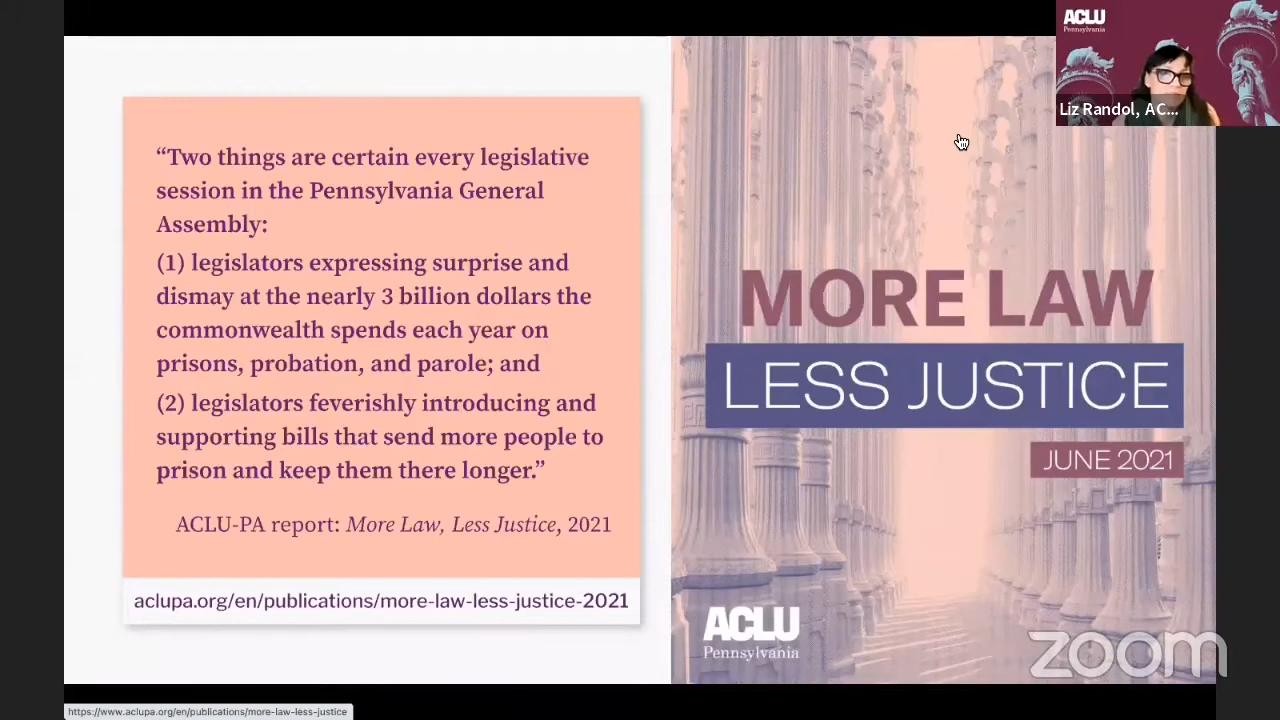 “Two things are certain every legislative
session in the Pennsylvania General
Assembly:
(1) legislators expressing surprise and
dismay at the nearly 3 billion dollars the
commonwealth spends each year on
prisons, probation, and parole; and
(2) legislators feverishly introducing and
supporting bills that send more people to
prison and keep them there longer.”
ACLU-PA report: More Law, Less Justice, 2021
aclupa.org/en/publications/more-law-less-justice-2021
MORE LAW
LESS JUSTICE
JUNE 2021
ACLU
Pennsylvania
ACLU
Pennsylvania
Liz Randol, AC...
zoom
https://www.aclupa.org/en/publications/more-law-less-justice